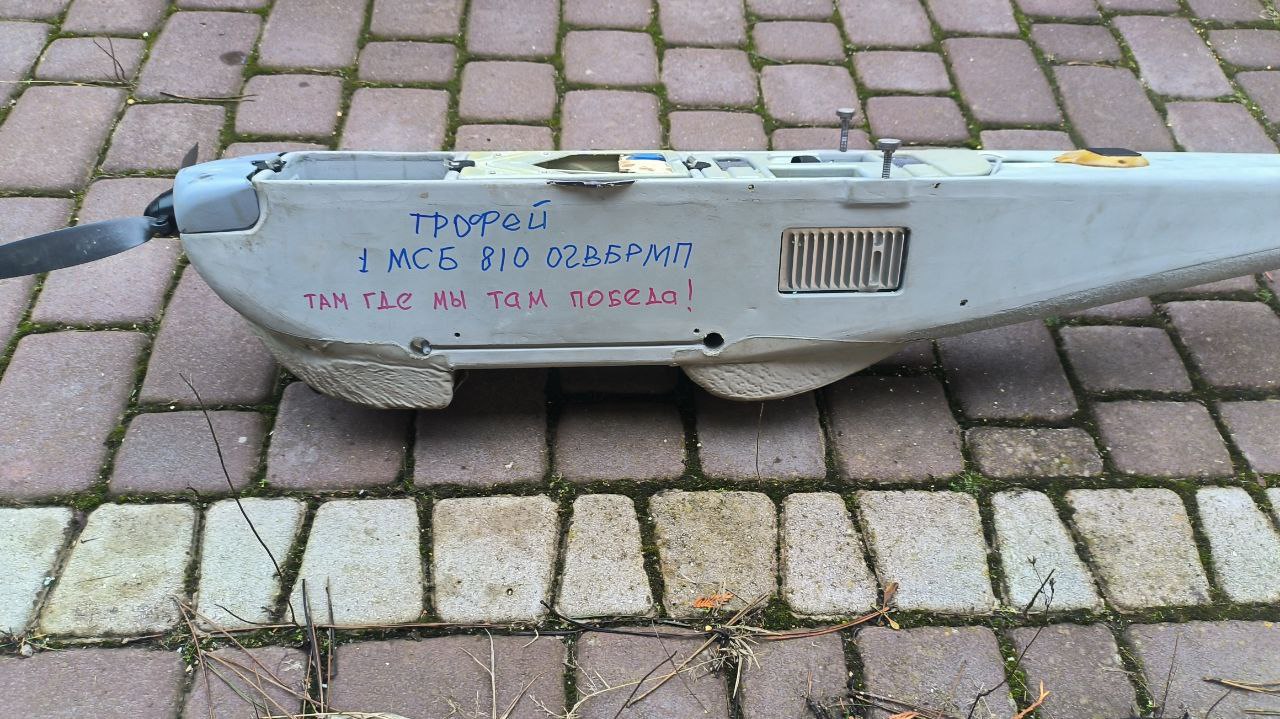 ТРОФЕЙ
1 МСБ 810 ОГВБРМП
ТАМ ГДЕ МЫ ТАМ ПОБЕДА!